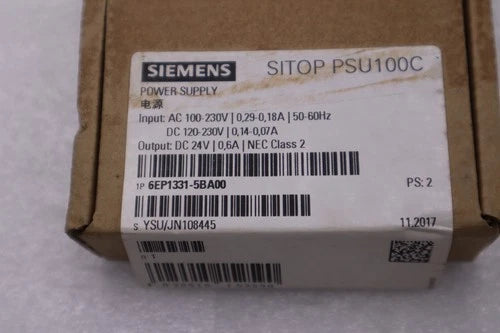 SIEMENS SITOP PSU100C
POWER SUPPLY
电源
Input: AC 100-230V | 0,29-0,18A | 50-60Hz
DC 120-230V | 0,14-0,07A
Output: DC 24V | 0,6A | NEC Class 2
1P 6EP1331-5BA00 PS: 2
S YSU/JN108445 11.2017